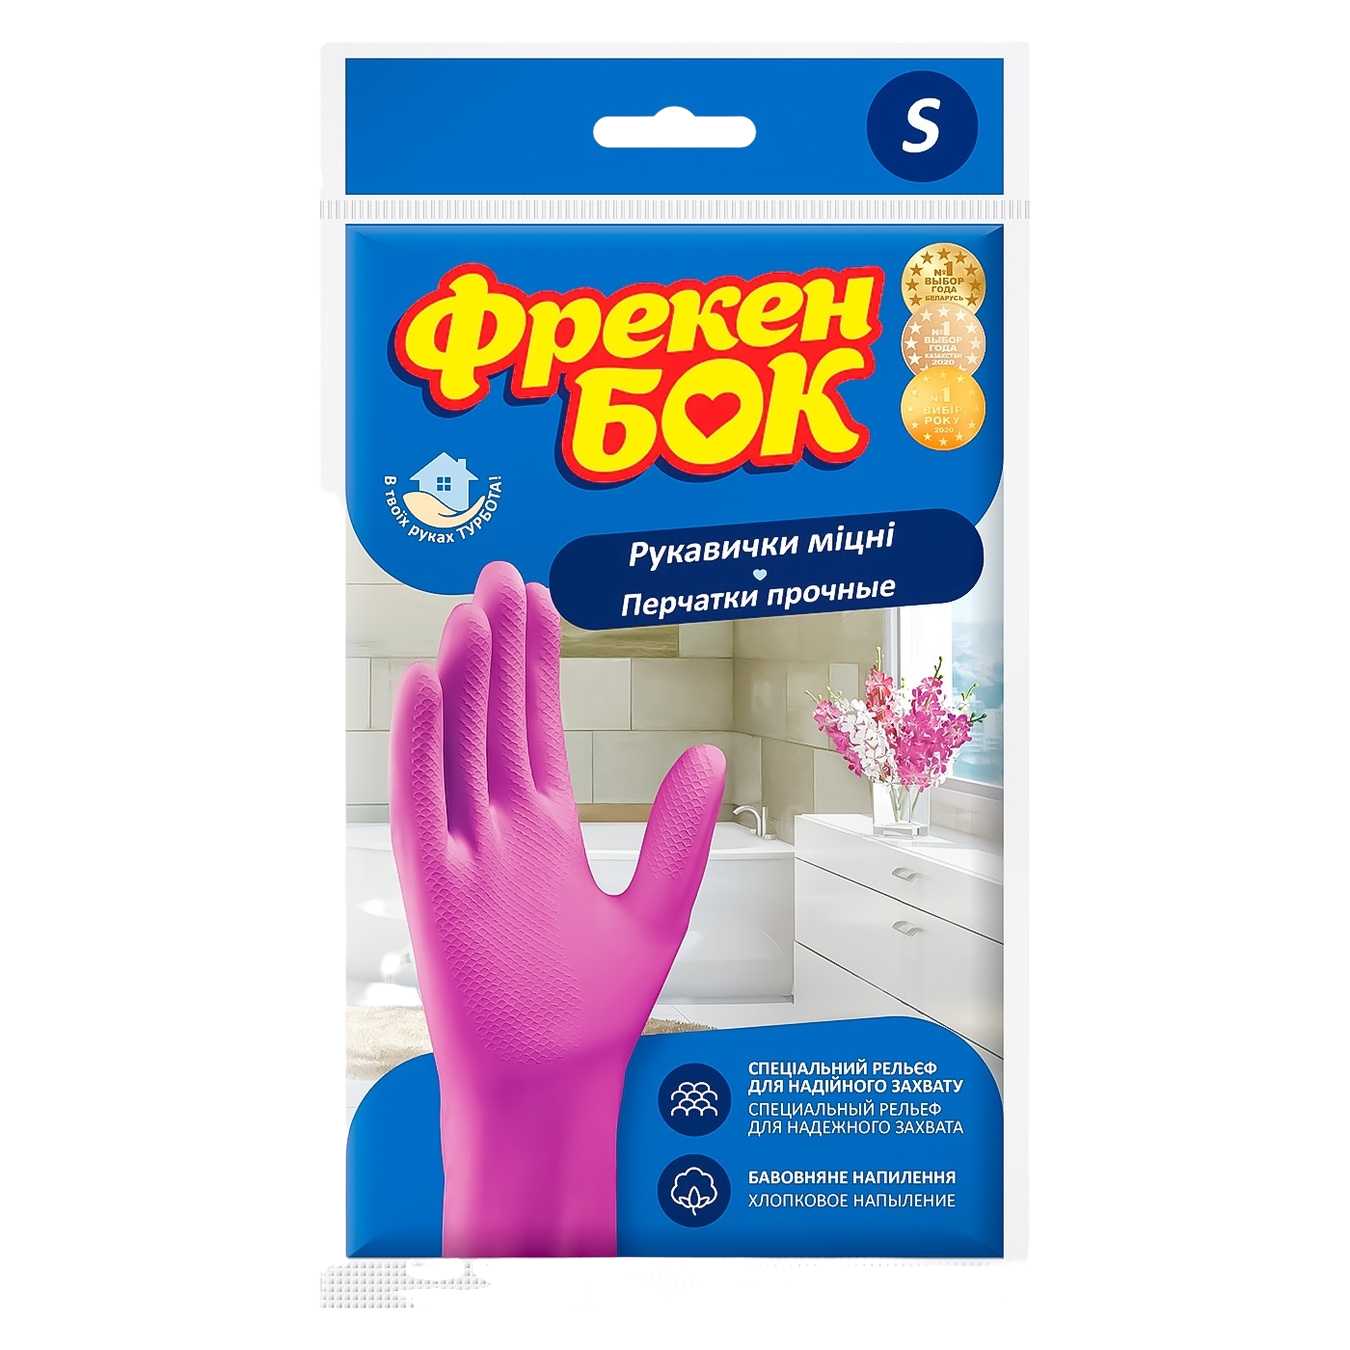 S
Фрекен
БОК
№1
ВЫБОР
ГОДА
БЕЛАРУСЬ
№1
ВЫБОР
ГОДА
КАЗАХСТАН
2020
№1
ВИБІР
РОКУ
2020
В твоїх руках ТУРБОТА!
Рукавички міцні
Перчатки прочные
СПЕЦІАЛЬНИЙ РЕЛЬЄФ
ДЛЯ НАДІЙНОГО ЗАХВАТУ
СПЕЦИАЛЬНЫЙ РЕЛЬЕФ
ДЛЯ НАДЕЖНОГО ЗАХВАТА
БАВОВНЯНЕ НАПИЛЕННЯ
ХЛОПКОВОЕ НАПЫЛЕНИЕ